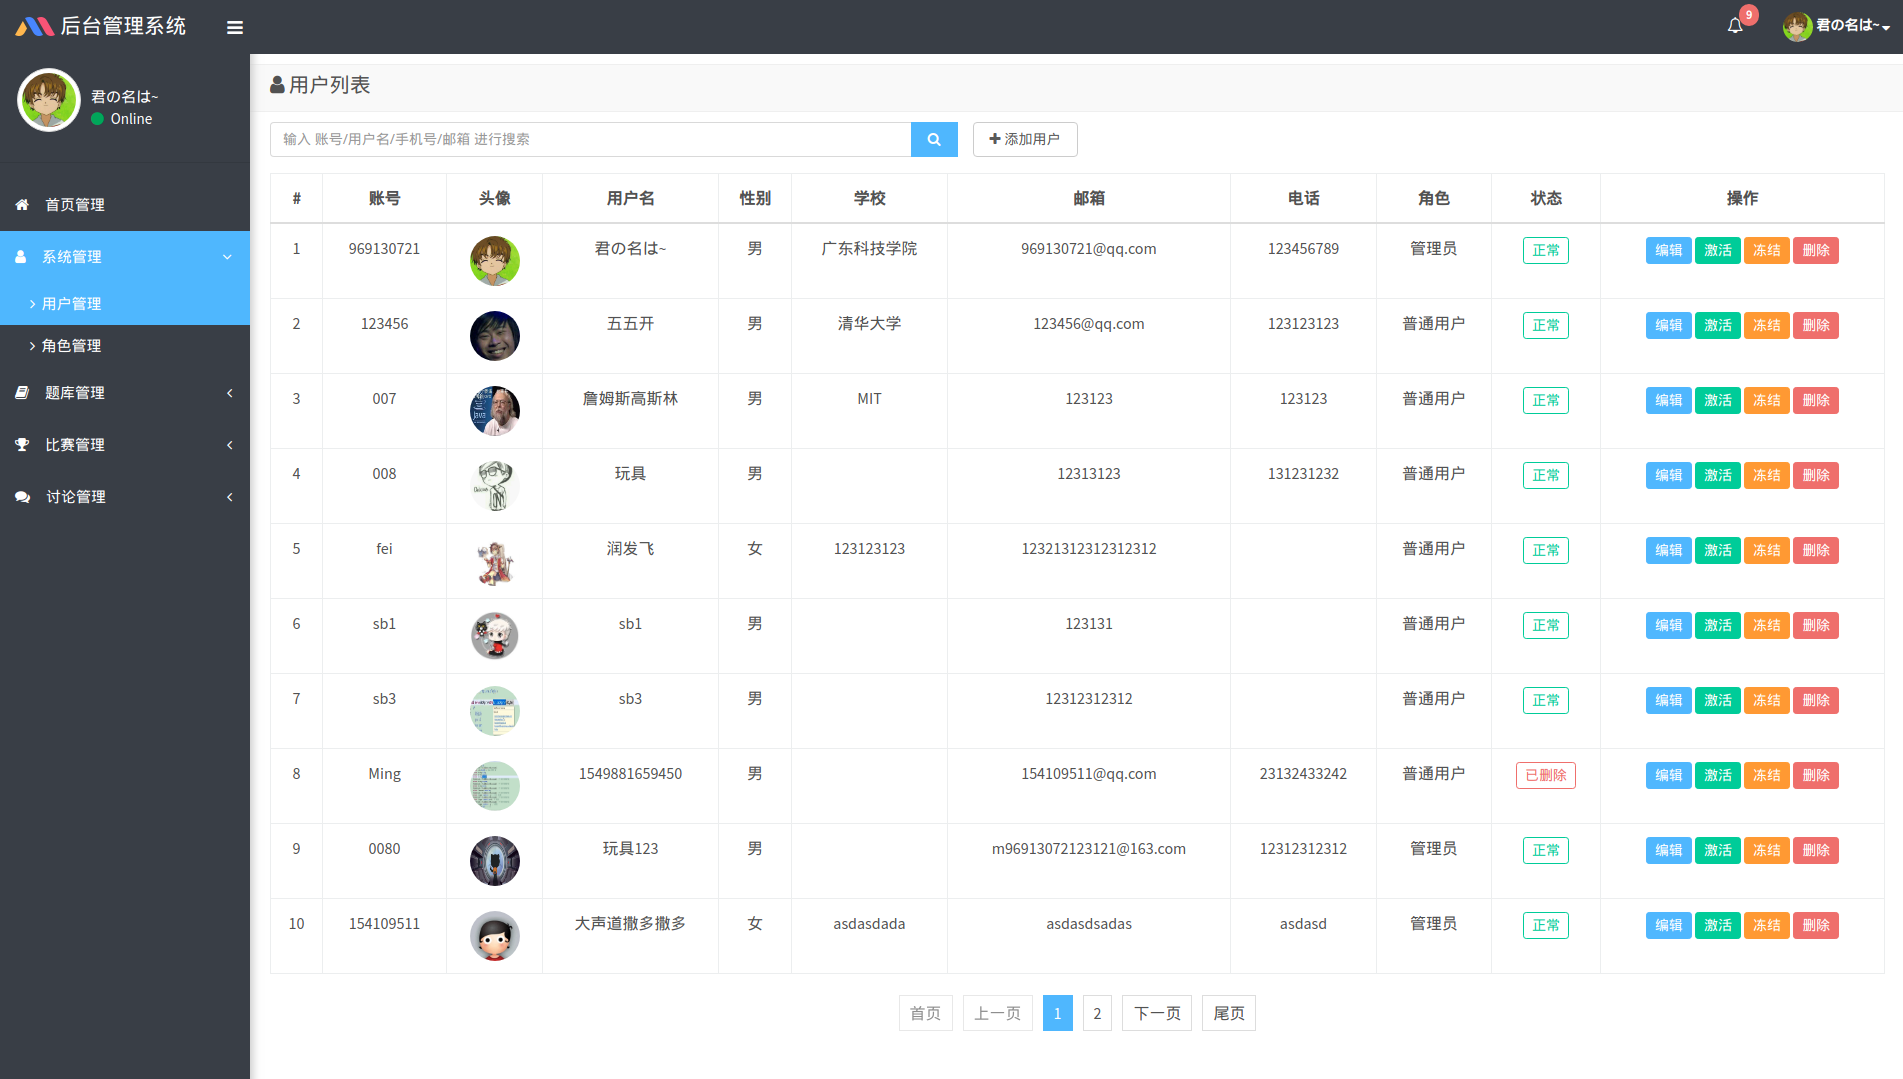 后台管理系统
9
君の名は~
君の名は~
Online
首页管理
系统管理
用户管理
角色管理
题库管理
比赛管理
讨论管理
用户列表
输入 账号/用户名/手机号/邮箱 进行搜索
添加用户
# 账号 头像 用户名 性别 学校 邮箱 电话 角色 状态 操作
1 969130721 君の名は~ 男 广东科技学院 969130721@qq.com 123456789 管理员 正常 编辑 激活 冻结 删除
2 123456 五五开 男 清华大学 123456@qq.com 123123123 普通用户 正常 编辑 激活 冻结 删除
3 007 詹姆斯高斯林 男 MIT 123123 123123 普通用户 正常 编辑 激活 冻结 删除
4 008 玩具 男 12313123 131231232 普通用户 正常 编辑 激活 冻结 删除
5 fei 润发飞 女 123123123 12321312312312312 普通用户 正常 编辑 激活 冻结 删除
6 sb1 sb1 男 123131 普通用户 正常 编辑 激活 冻结 删除
7 sb3 sb3 男 12312312312 普通用户 正常 编辑 激活 冻结 删除
8 Ming 1549881659450 男 154109511@qq.com 23132433242 普通用户 已删除 编辑 激活 冻结 删除
9 0080 玩具123 男 m96913072123121@163.com 12312312312 管理员 正常 编辑 激活 冻结 删除
10 154109511 大声道撒多撒多 女 asdasdada asdasdsadas asdasd 管理员 正常 编辑 激活 冻结 删除
首页 上一页 1 2 下一页 尾页